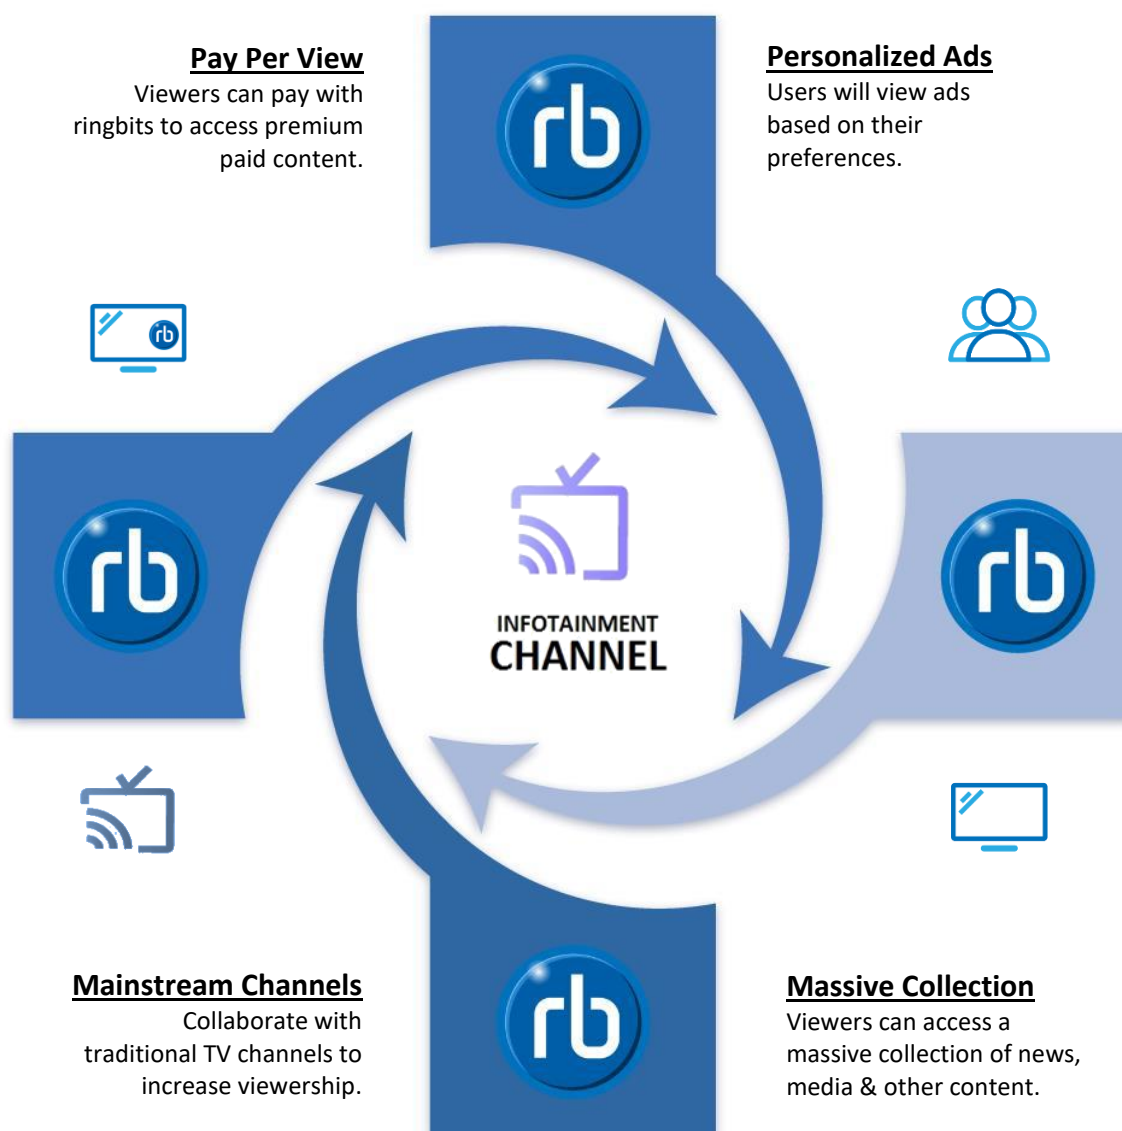 Pay Per View
Viewers can pay with
ringbits to access premium
paid content.
rb
Personalized Ads
Users will view ads
based on their
preferences.
rb
rb
rb
INFOTAINMENT
CHANNEL
Mainstream Channels
Collaborate with
traditional TV channels to
increase viewership.
rb
Massive Collection
Viewers can access a
massive collection of news,
media & other content.